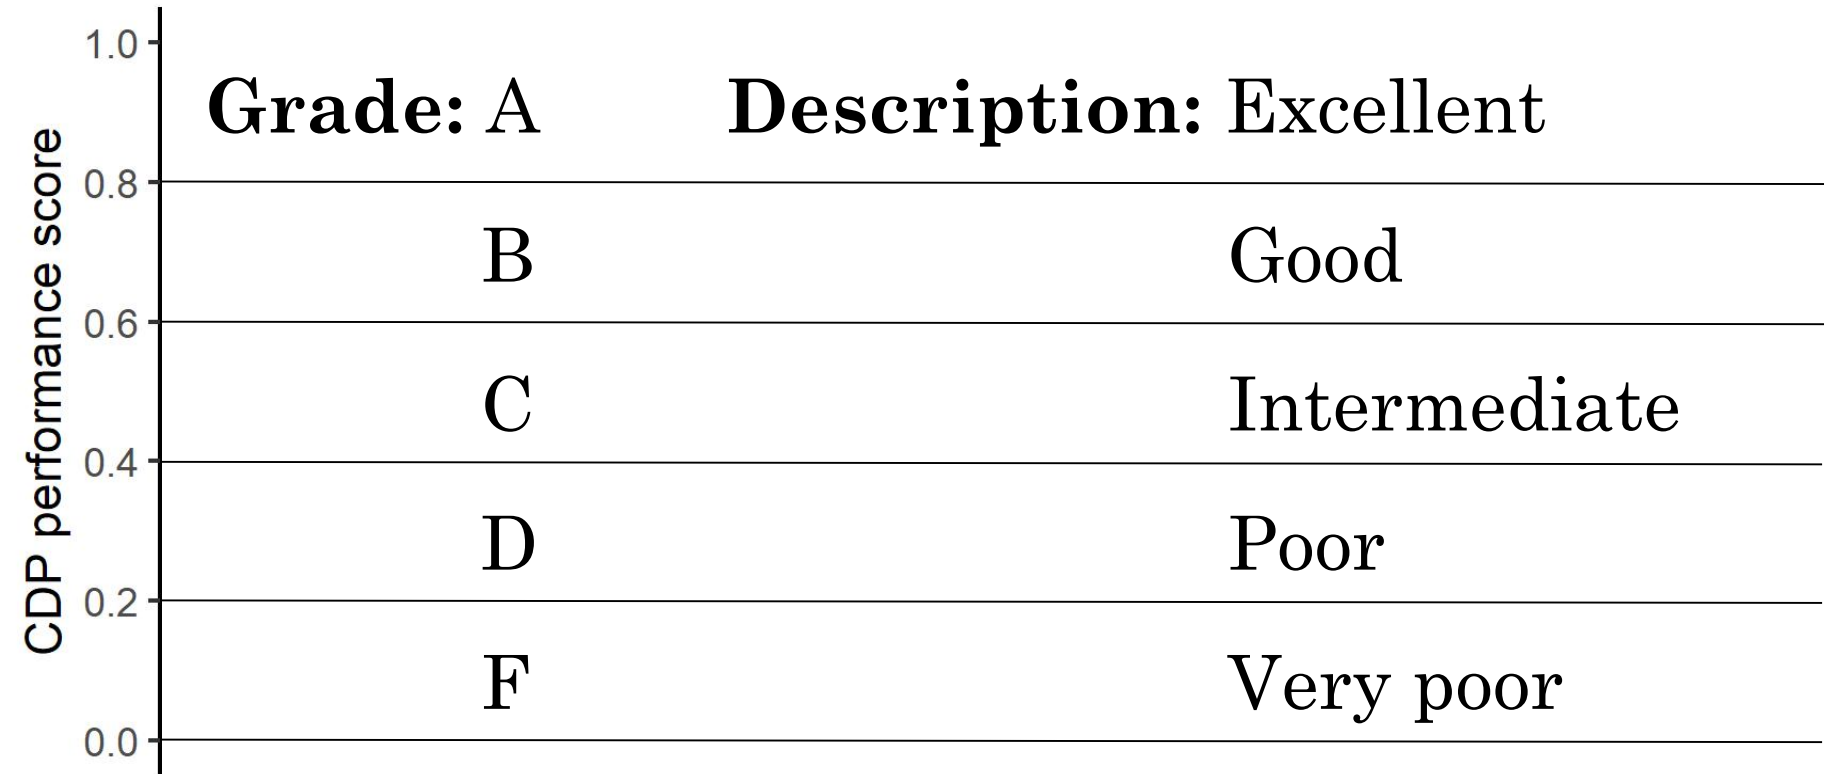 1.0
Grade: A Description: Excellent
0.8
B Good
0.6
C Intermediate
0.4
D Poor
0.2
F Very poor
0.0
CDP performance score